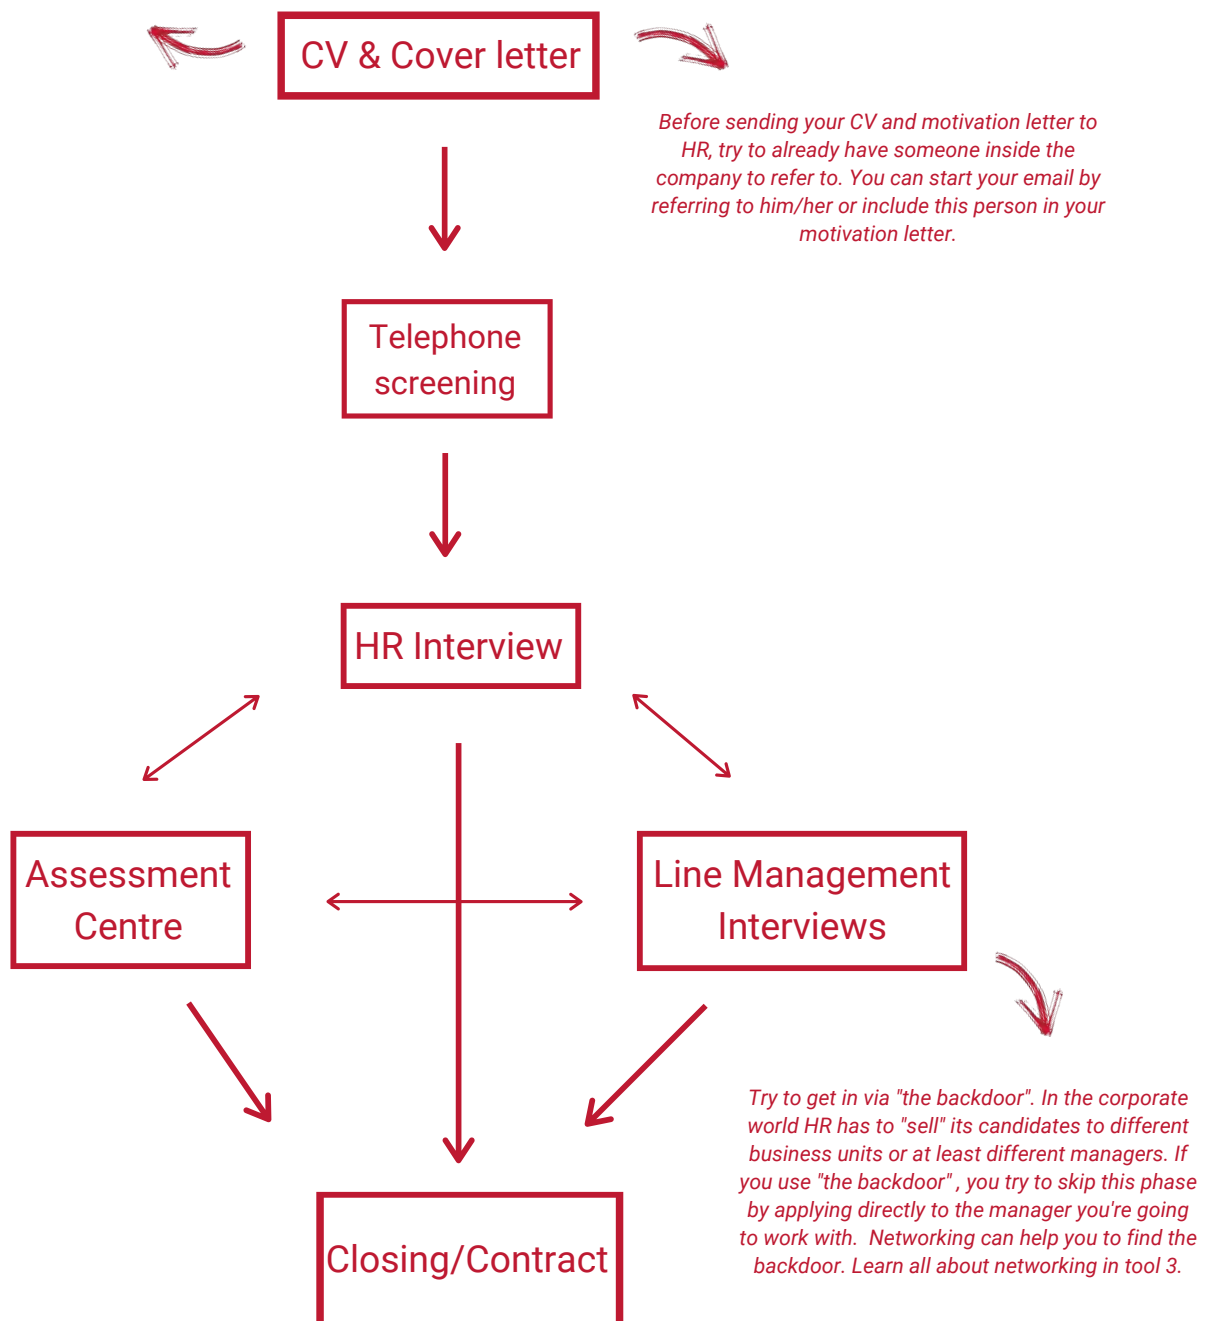 CV & Cover letter
Before sending your CV and motivation letter to
HR, try to already have someone inside the
company to refer to. You can start your email by
referring to him/her or include this person in your
motivation letter.
Telephone
screening
HR Interview
Assessment
Centre
Line Management
Interviews
Try to get in via "the backdoor". In the corporate
world HR has to "sell" its candidates to different
business units or at least different managers. If
you use "the backdoor" , you try to skip this phase
by applying directly to the manager you're going
to work with.  Networking can help you to find the
backdoor. Learn all about networking in tool 3.
Closing/Contract